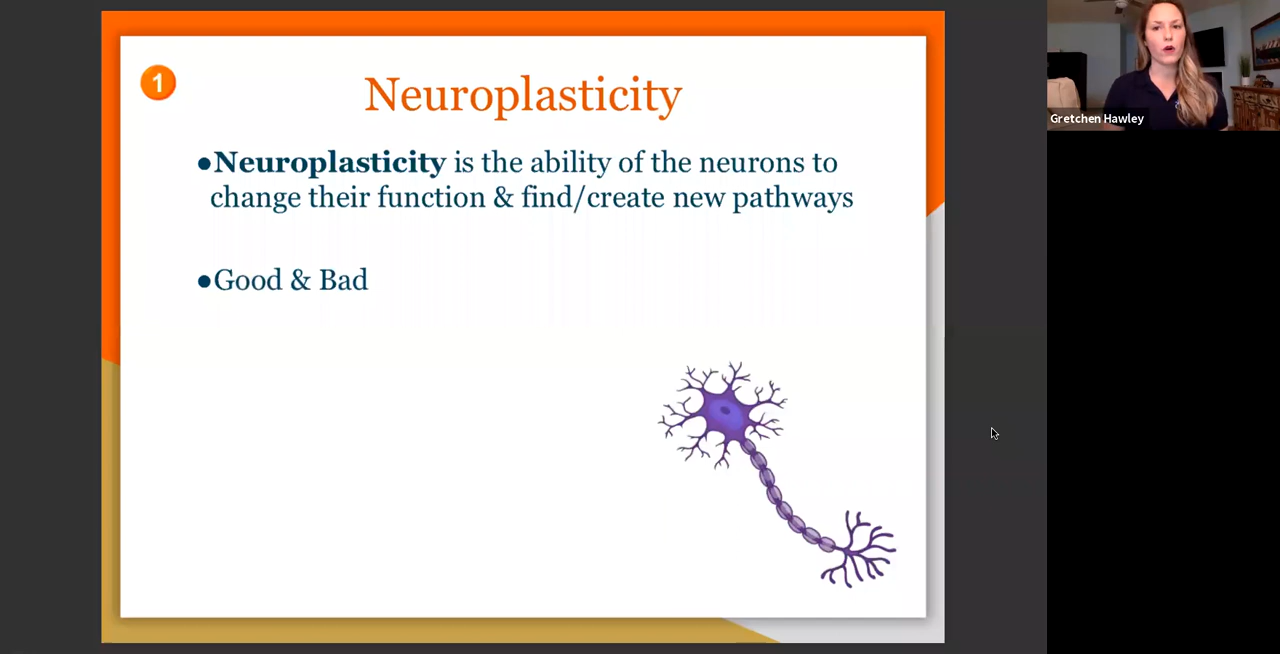 1
Neuroplasticity
●Neuroplasticity is the ability of the neurons to
change their function & find/create new pathways
●Good & Bad
Gretchen Hawley